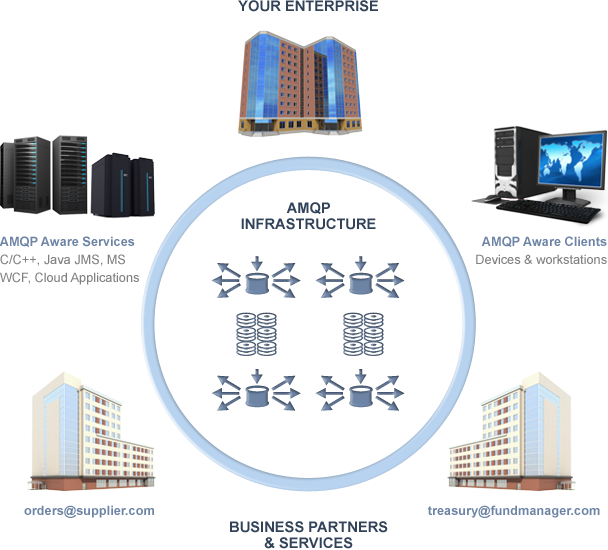 YOUR ENTERPRISE
AMQP
INFRASTRUCTURE
AMQP Aware Services
C/C++, Java JMS, MS
WCF, Cloud Applications
AMQP Aware Clients
Devices & workstations
orders@supplier.com
treasury@fundmanager.com
BUSINESS PARTNERS
& SERVICES